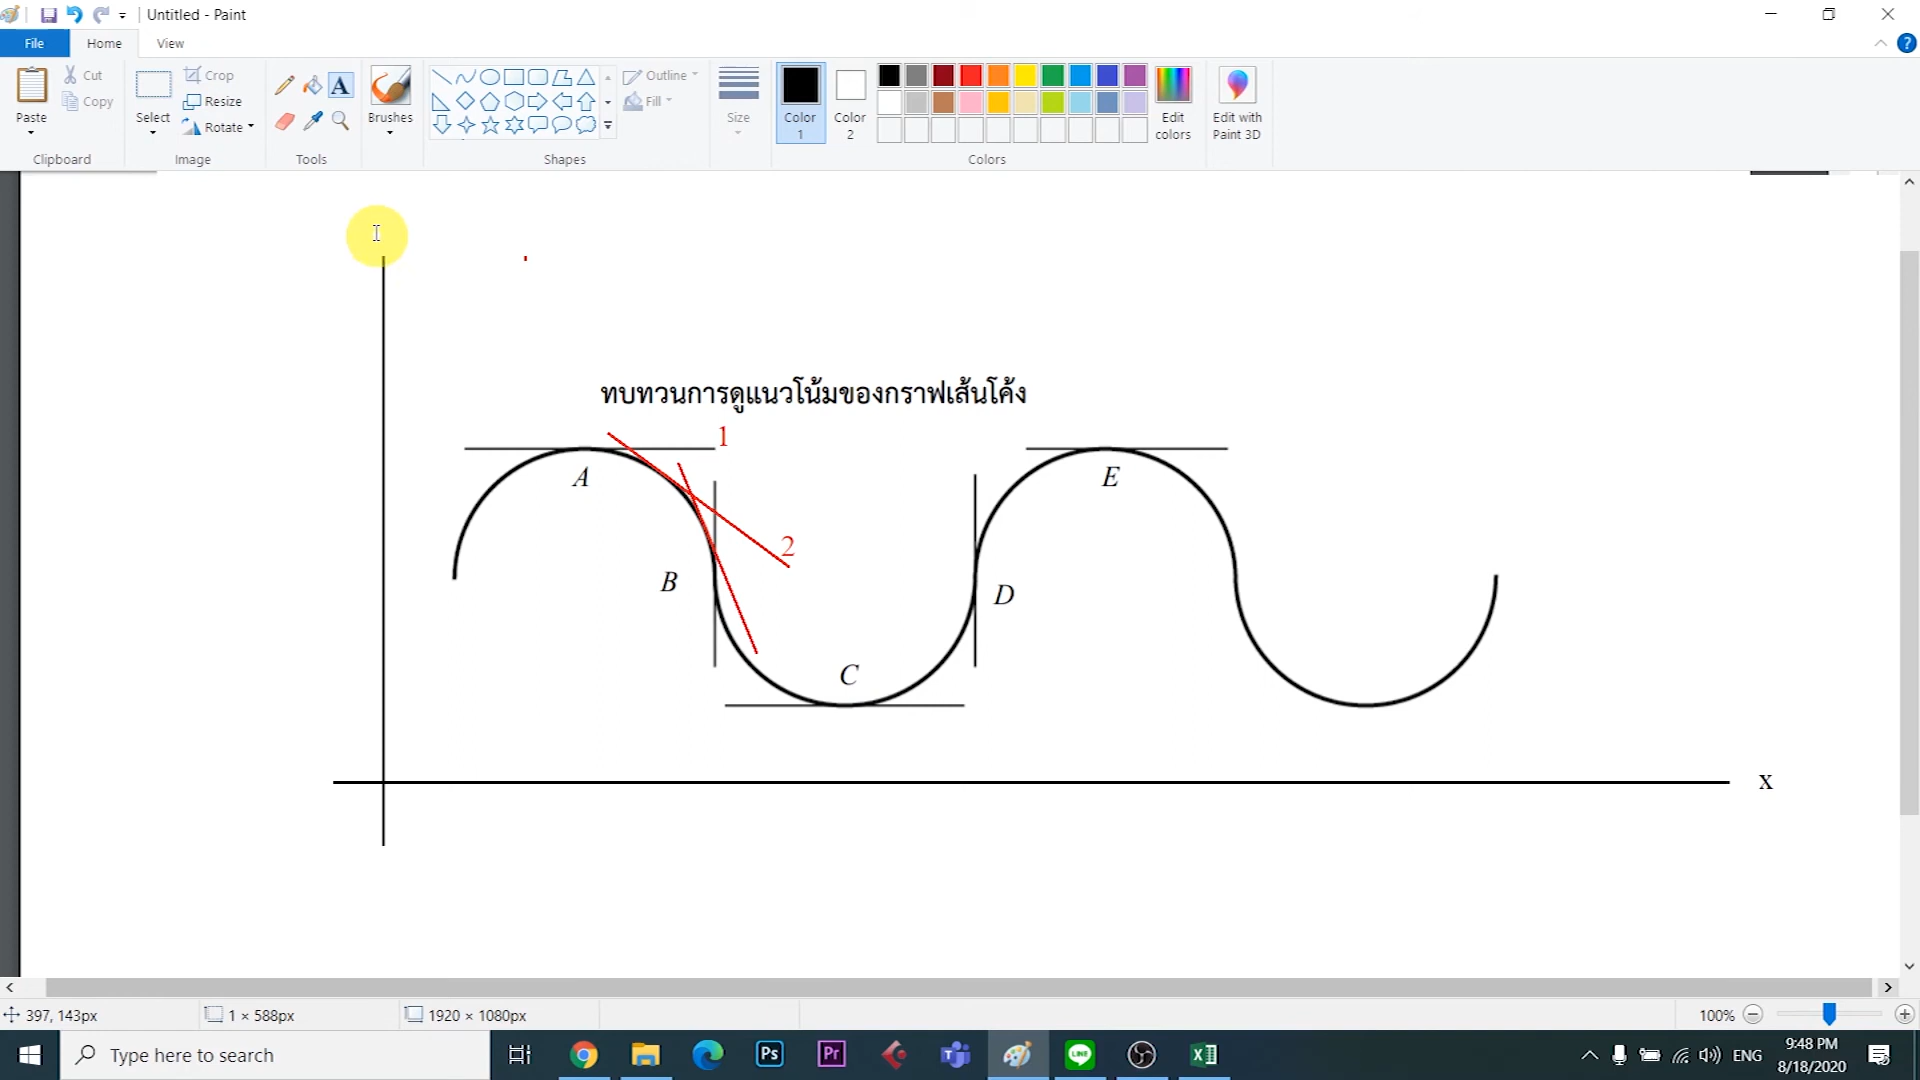 Untitled - Paint
File Home View
Paste
Cut
Copy
Clipboard
Select
Crop
Resize
Rotate
Image
A
Tools
Brushes
Outline
Fill
Shapes
Size
Color 1
Color 2
Colors
Edit colors
Edit with Paint 3D
?
ทบทวนการดูแนวโน้มของกราฟเส้นโค้ง
1
A
E
2
B
D
C
x
397, 143px
1 × 588px
1920 × 1080px
100%
Type here to search
Ps
Pr
LINE
ENG
9:48 PM
8/18/2020